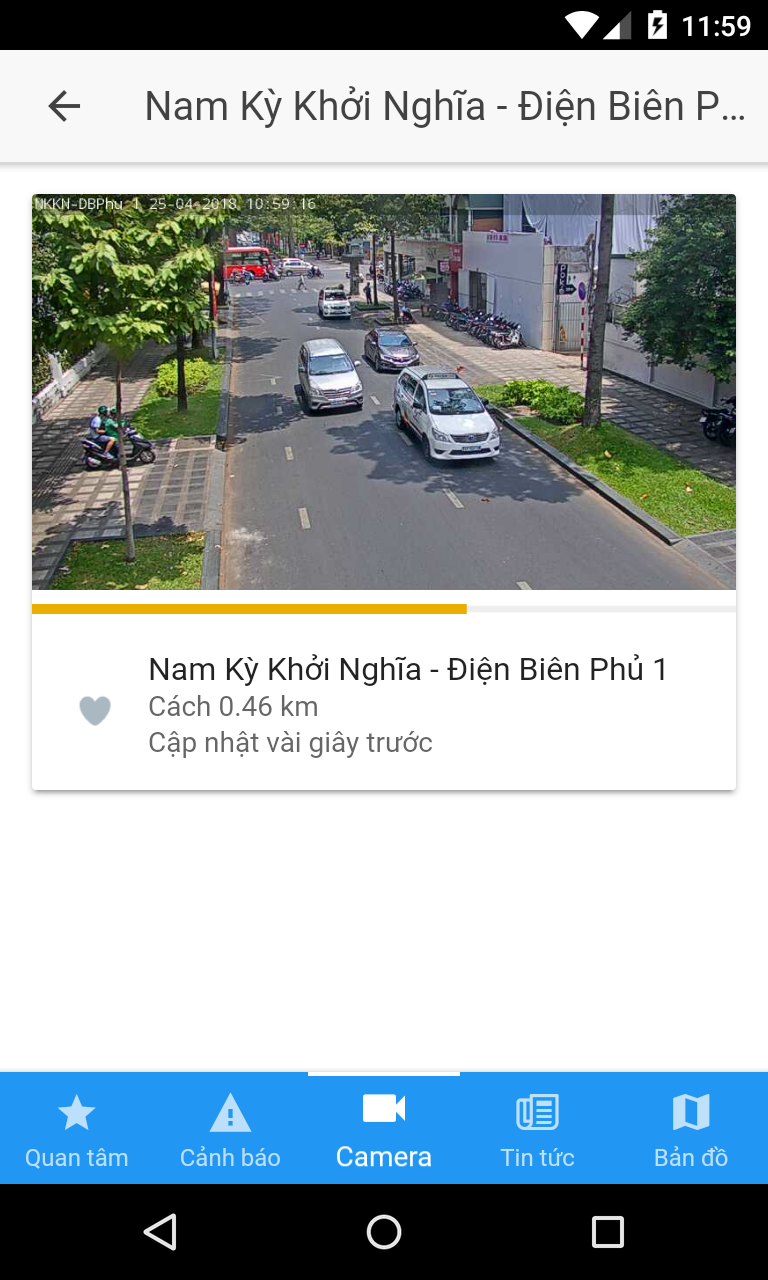 11:59
Nam Kỳ Khởi Nghĩa - Điện Biên P...
NKKN-DBPhu 1 25-04-2018 10:59:16
Nam Kỳ Khởi Nghĩa - Điện Biên Phủ 1
Cách 0.46 km
Cập nhật vài giây trước
Quan tâm
Cảnh báo
Camera
Tin tức
Bản đồ